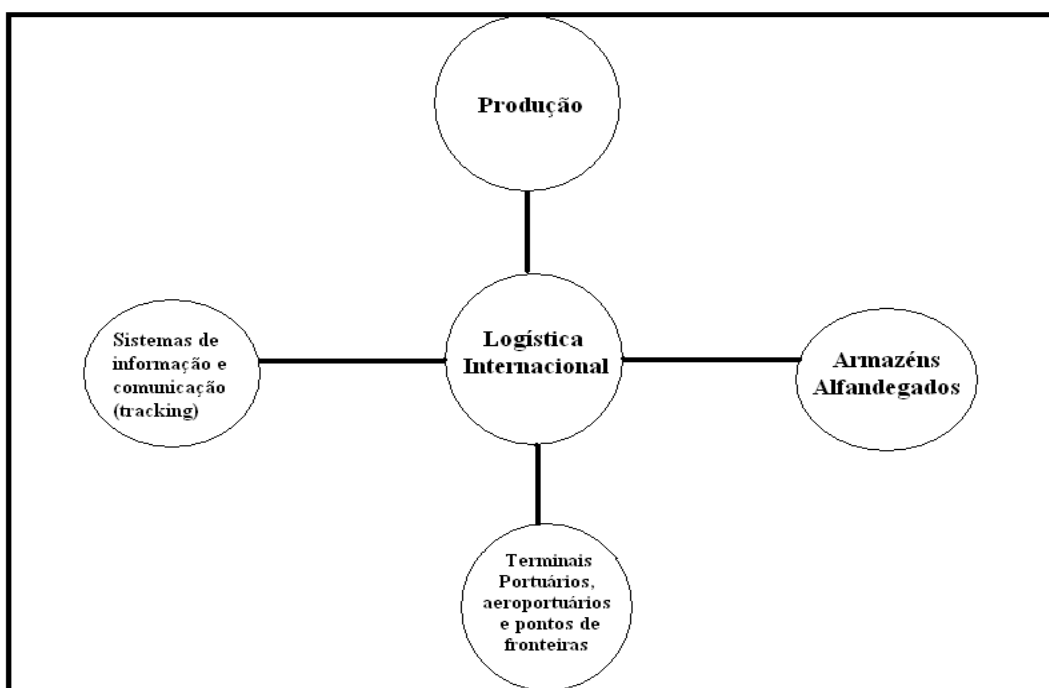 Produção
Sistemas de
informação e
comunicação
(tracking)
Logística
Internacional
Armazéns
Alfandegados
Terminais
Portuários,
aeroportuários
e pontos de
fronteiras